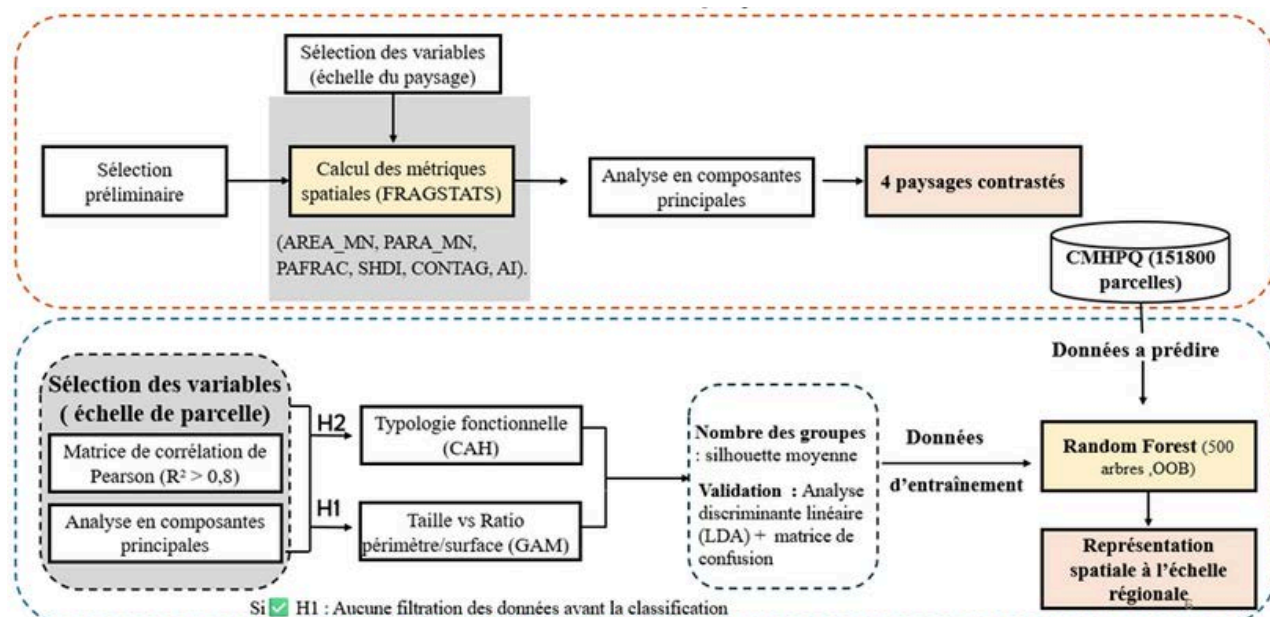 Sélection des variables
(échelle du paysage)
Sélection
préliminaire
Calcul des métriques
spatiales (FRAGSTATS)
(AREA_MN, PARA_MN,
PAFRAC, SHDI, CONTAG, AI).
Analyse en composantes
principales
4 paysages contrastés
CMHPQ (151800
parcelles)
Données a prédire
Sélection des variables
( échelle de parcelle)
Matrice de corrélation de
Pearson (R² > 0,8)
Analyse en composantes
principales
H2
H1
Typologie fonctionnelle
(CAH)
Taille vs Ratio
périmètre/surface (GAM)
Nombre des groupes
: silhouette moyenne
Validation : Analyse
discriminante linéaire
(LDA) + matrice de
confusion
Données
d’entraînement
Random Forest (500
arbres ,OOB)
Représentation
spatiale à l’échelle
régionale
Si ✅ H1 : Aucune filtration des données avant la classification